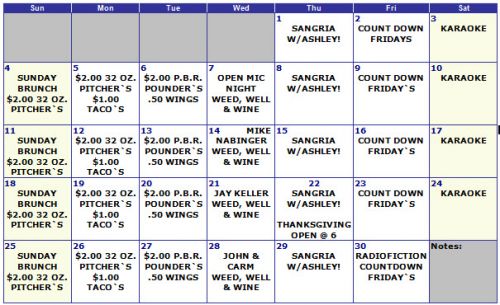 Sun Mon Tue Wed Thu Fri Sat
1 SANGRIA W/ASHLEY!
2 COUNT DOWN FRIDAYS
3 KARAOKE
4 SUNDAY BRUNCH $2.00 32 OZ. PITCHER`S
5 $2.00 32 OZ. PITCHER`S $1.00 TACO`S
6 $2.00 P.B.R. POUNDER`S .50 WINGS
7 OPEN MIC NIGHT WEED, WELL & WINE
8 SANGRIA W/ASHLEY!
9 COUNT DOWN FRIDAY`S
10 KARAOKE
11 SUNDAY BRUNCH $2.00 32 OZ. PITCHER`S
12 $2.00 32 OZ. PITCHER`S $1.00 TACO`S
13 $2.00 P.B.R. POUNDER`S .50 WINGS
14 MIKE NABINGER WEED, WELL & WINE
15 SANGRIA W/ASHLEY!
16 COUNT DOWN FRIDAY`S
17 KARAOKE
18 SUNDAY BRUNCH $2.00 32 OZ. PITCHER`S
19 $2.00 32 OZ. PITCHER`S $1.00 TACO`S
20 $2.00 P.B.R. POUNDER`S .50 WINGS
21 JAY KELLER WEED, WELL & WINE
22 SANGRIA W/ASHLEY! THANKSGIVING OPEN @ 6
23 COUNT DOWN FRIDAY`S
24 KARAOKE
25 SUNDAY BRUNCH $2.00 32 OZ. PITCHER`S
26 $2.00 32 OZ. PITCHER`S $1.00 TACO`S
27 $2.00 P.B.R. POUNDER`S .50 WINGS
28 JOHN & CARM WEED, WELL & WINE
29 SANGRIA W/ASHLEY!
30 RADIOFICTION COUNTDOWN FRIDAY`S
Notes: